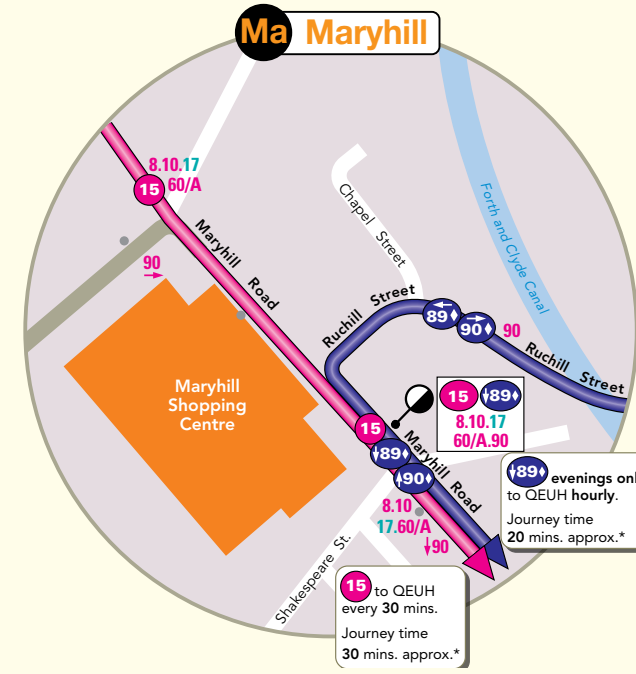 Ma Maryhill
8.10.17
15 60/A
90
→
Maryhill Road
Chapel Street
Forth and Clyde Canal
Ruchill Street
←
89♦
→
90♦
90
Ruchill Street
Maryhill
Shopping
Centre
15 ↓89♦
8.10.17
60/A.90
15
↓89♦
↑90♦
Maryhill Road
8.10
17.60/A
↓90
Shakespeare St.
↓89♦ evenings onl
to QEUH hourly.
Journey time
20 mins. approx.*
15 to QEUH
every 30 mins.
Journey time
30 mins. approx.*